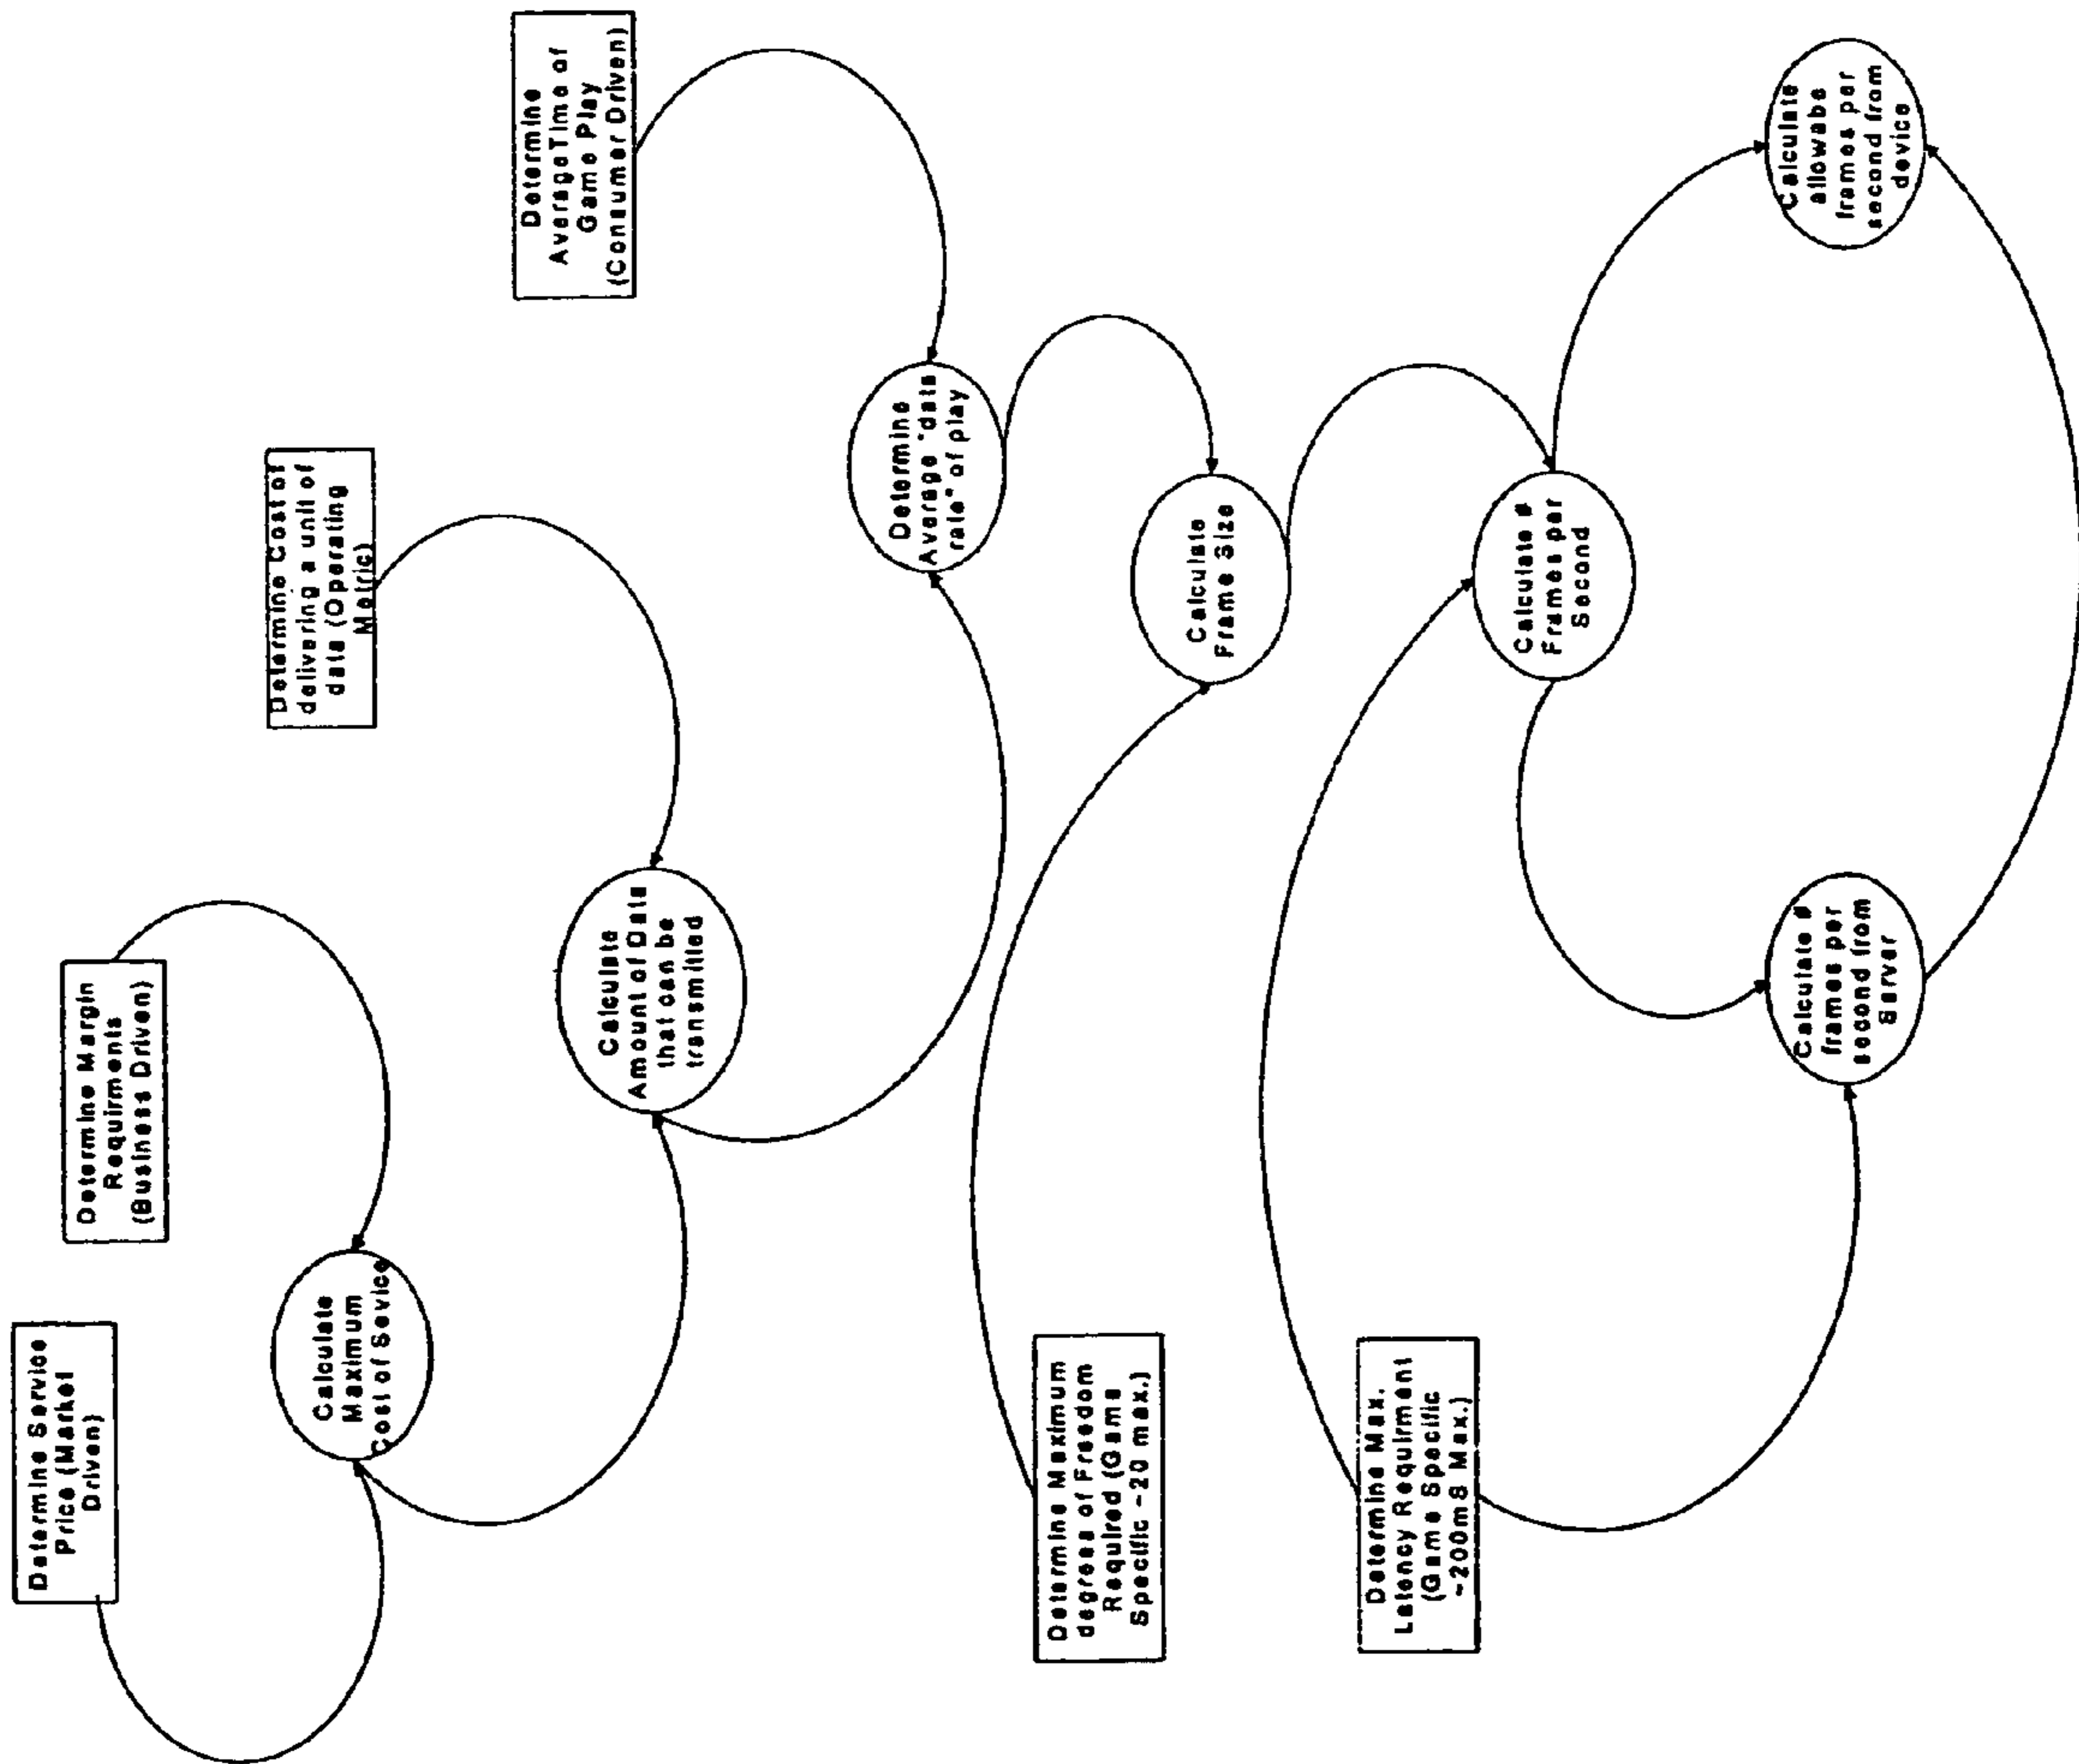 Determine Service
Price (Market
Driven)
Determine Margin
Requirments
(Business Driven)
Calculate
Maximum
Cost of Sevice
Determine Cost of
delivering a unit of
data (Operating
Metric)
Calculate
Amount of Data
that can be
transmitted
Determine
Average Time of
Game Play
(Consumer Driven)
Determine
Average "data
rate" of play
Determine Maximum
degrees of Freedom
Required (Game
Specific ~20 max.)
Calculate
Frame Size
Determine Max.
Latency Requirment
(Game Specific
~200mS Max.)
Calculate #
Frames per
Second
Calculate #
frames per
second from
Server
Calculate
allowabe
frames per
second from
device